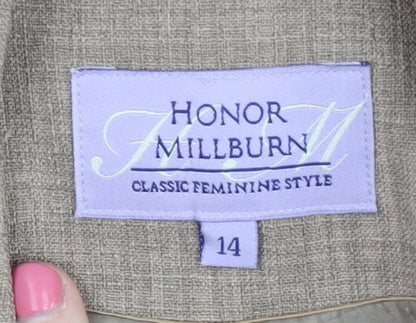 HONOR
MILLBURN
CLASSIC FEMININE STYLE
14